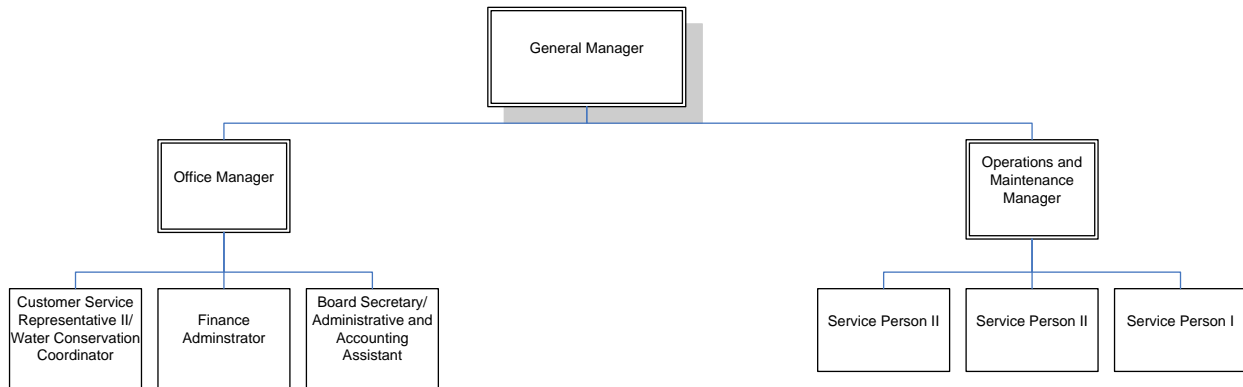 General Manager
Office Manager
Operations and
Maintenance
Manager
Customer Service
Representative II/
Water Conservation
Coordinator
Finance
Adminstrator
Board Secretary/
Administrative and
Accounting
Assistant
Service Person II
Service Person II
Service Person I